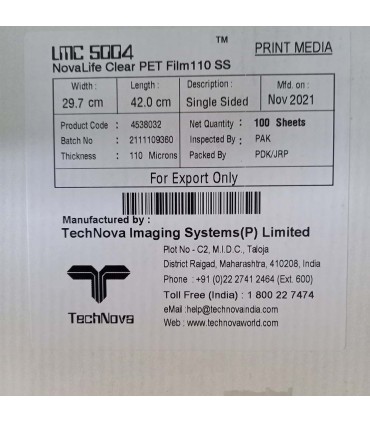 LMC 5004 ™ PRINT MEDIA
NovaLife Clear PET Film110 SS
Width : Length : Description : Mfd. on :
29.7 cm 42.0 cm Single Sided Nov 2021
Product Code : 4538032 Net Quantity : 100 Sheets
Batch No : 2111109360 Inspected By : PAK
Thickness : 110 Microns Packed By : PDK/JRP
For Export Only
Manufactured by :
TechNova Imaging Systems(P) Limited
Plot No - C2, M.I.D.C., Taloja
District Raigad, Maharashtra, 410208, India
Phone : +91 (0)22 2741 2464 (Ext. 600)
Toll Free (India) : 1 800 22 7474
eMail :help@technovaindia.com
Web : www.technovaworld.com
TechNova